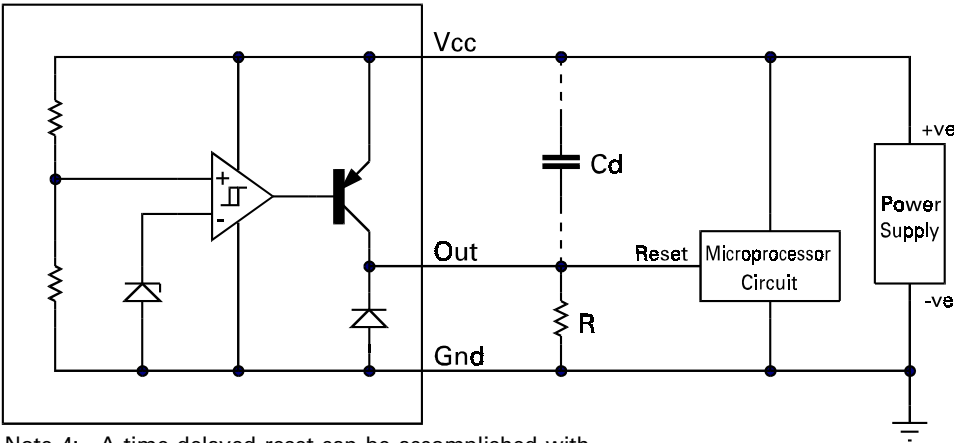 Vcc
+ve
+
-
Cd
Power
Supply
Out
Reset
Microprocessor
Circuit
-ve
R
Gnd
Note 4: A time delayed reset can be accomplished with